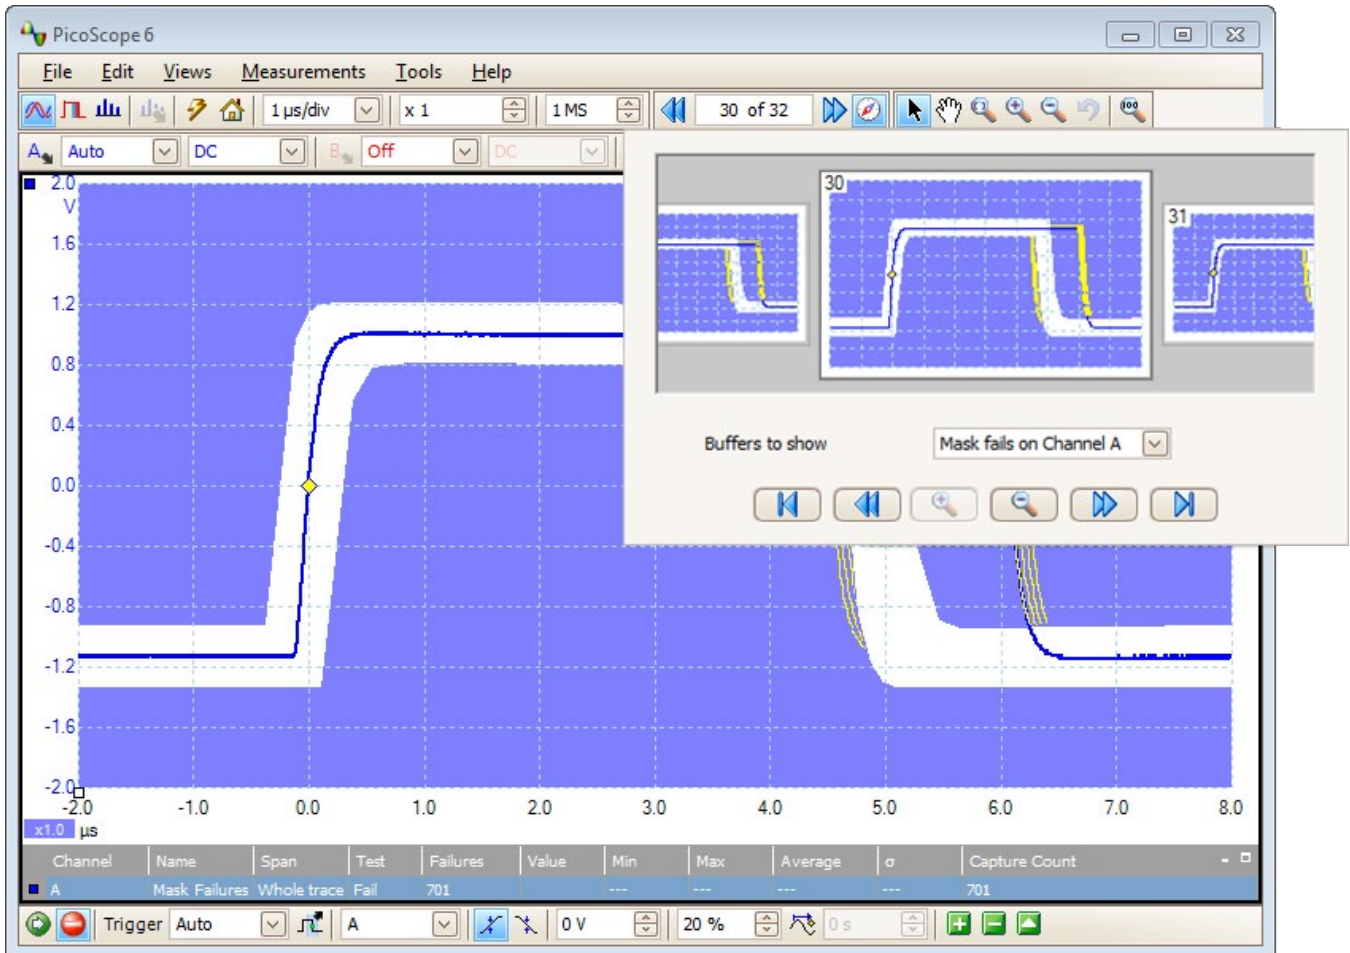 PicoScope 6
File Edit Views Measurements Tools Help
1 µs/div x 1 1 MS 30 of 32 100
A Auto DC B Off DC
30
31
Buffers to show Mask fails on Channel A
2.0
V
1.6
1.2
0.8
0.4
0.0
-0.4
-0.8
-1.2
-1.6
-2.0
-2.0 -1.0 0.0 1.0 2.0 3.0 4.0 5.0 6.0 7.0 8.0
x1.0 µs
Channel Name Span Test Failures Value Min Max Average σ Capture Count
A Mask Failures Whole trace Fail 701 --- --- --- --- 701
Trigger Auto A 0 V 20 % 0 s